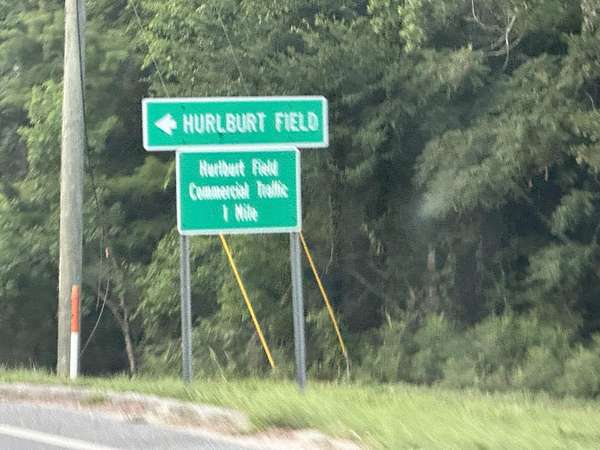 HURLBURT FIELD
Hurlburt Field
Commercial Traffic
1 Mile